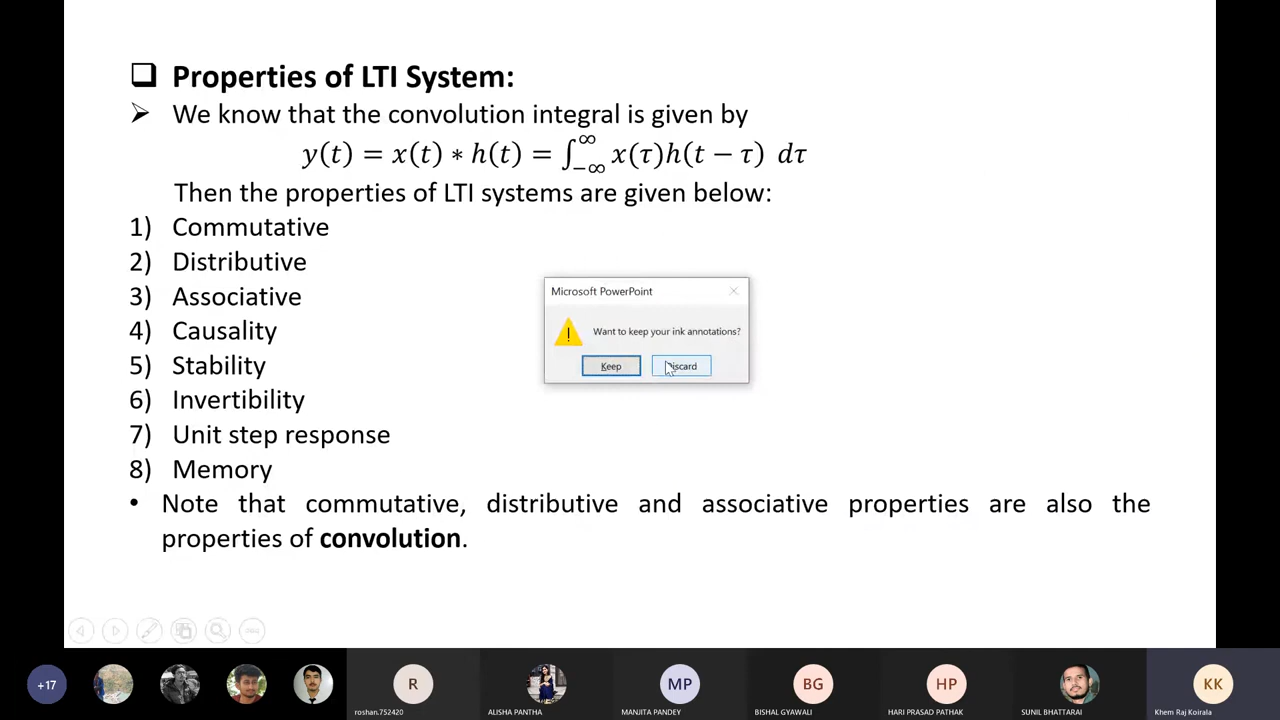 ❑ Properties of LTI System:
➢ We know that the convolution integral is given by
y(t) = x(t) ∗ h(t) = ∫_{−∞}^{∞} x(τ)h(t − τ) dτ
Then the properties of LTI systems are given below:
1) Commutative
2) Distributive
3) Associative
4) Causality
5) Stability
6) Invertibility
7) Unit step response
8) Memory
• Note that commutative, distributive and associative properties are also the
properties of convolution.
Microsoft PowerPoint
Want to keep your ink annotations?
Keep Discard
+17 R MP BG HP KK
roshan.752420 ALISHA PANTHA MANJITA PANDEY BISHAL GYAWALI HARI PRASAD PATHAK SUNIL BHATTARAI Khem Raj Koirala